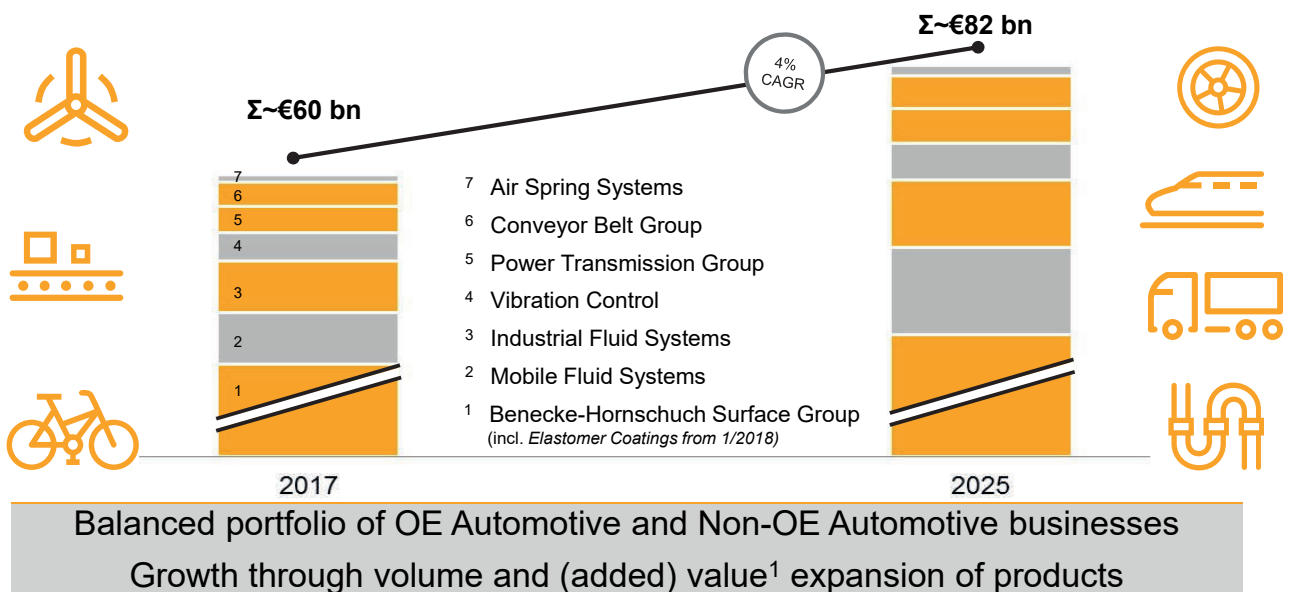 Σ~€82 bn
4%
CAGR
Σ~€60 bn
7
6
5
4
3
2
1
7 Air Spring Systems
6 Conveyor Belt Group
5 Power Transmission Group
4 Vibration Control
3 Industrial Fluid Systems
2 Mobile Fluid Systems
1 Benecke-Hornschuch Surface Group
(incl. Elastomer Coatings from 1/2018)
2017
2025
Balanced portfolio of OE Automotive and Non-OE Automotive businesses
Growth through volume and (added) value¹ expansion of products